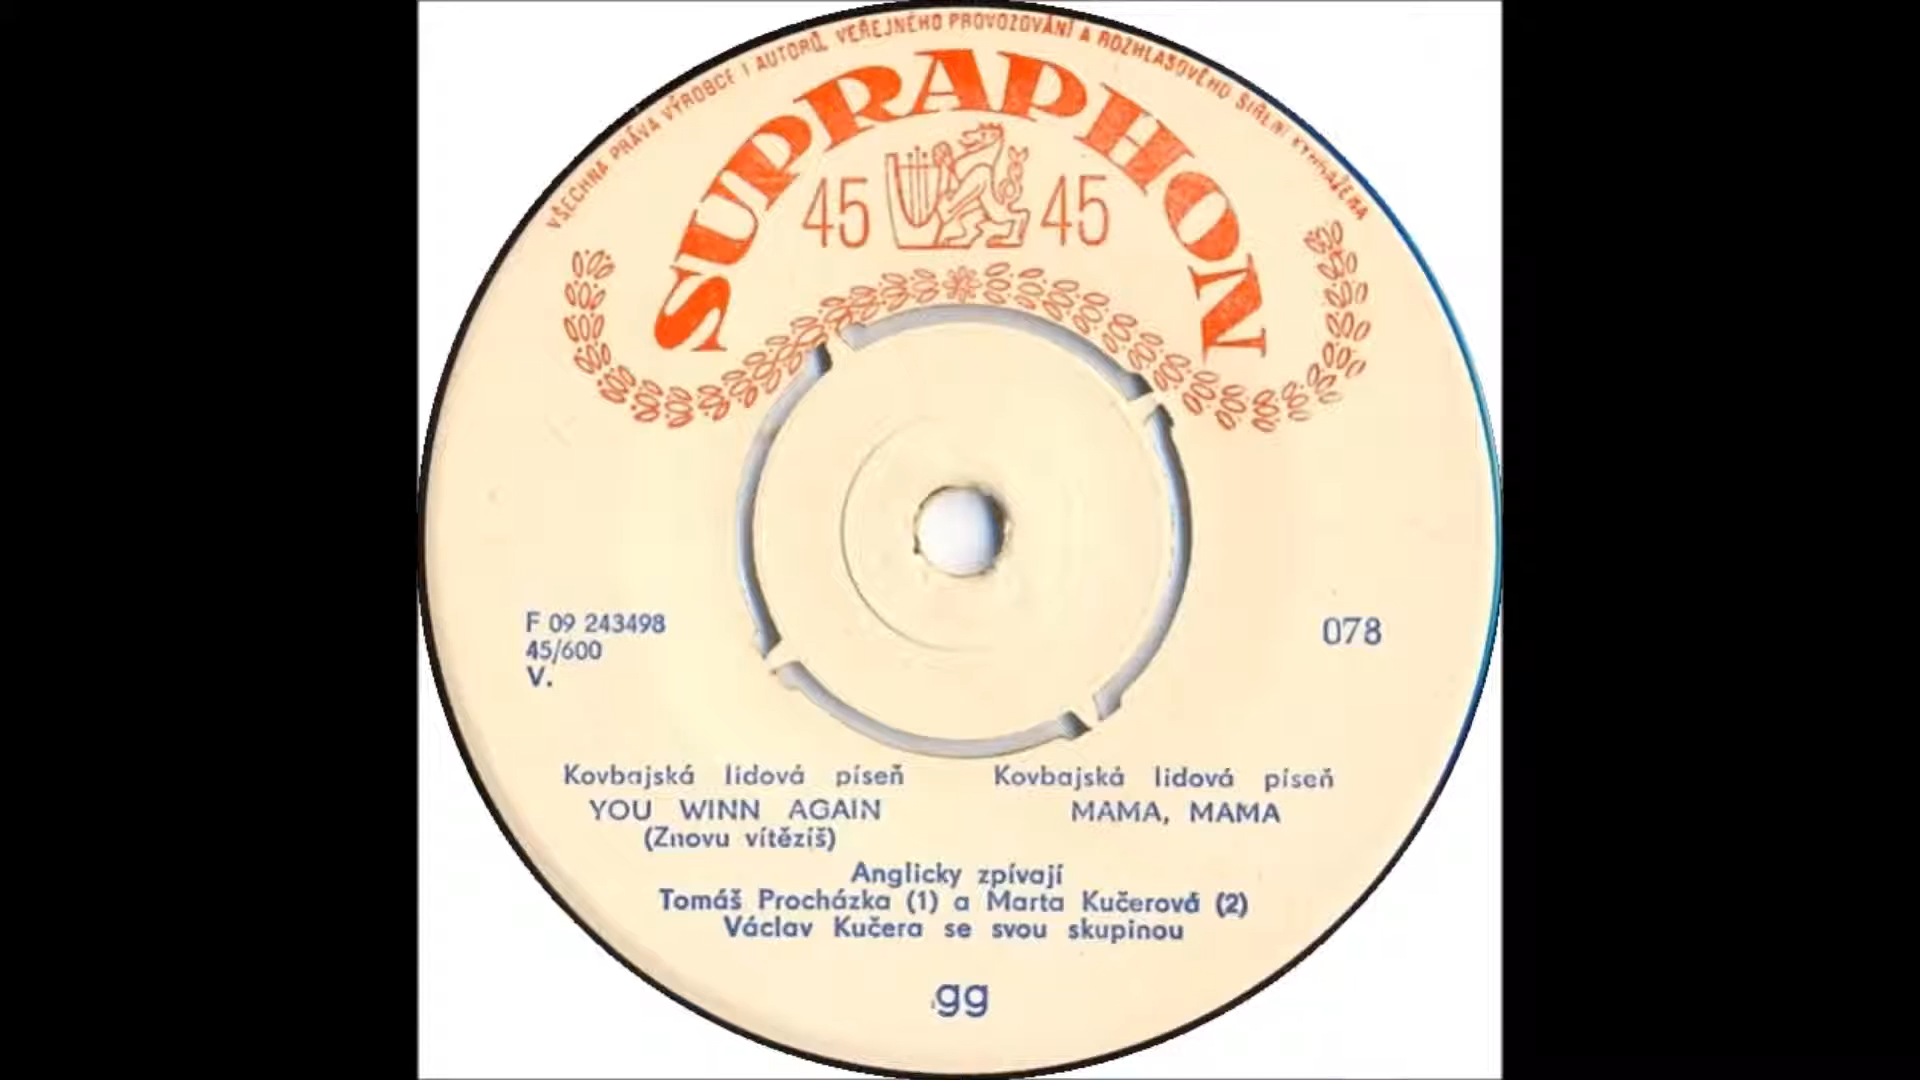 VŠECHNA PRÁVA VÝROBCE I AUTORŮ, VEŘEJNÉHO PROVOZOVÁNÍ A ROZHLASOVÉHO ŠÍŘENÍ VYHRAŽENA
SUPRAPHON
45 45
F 09 243498
45/600
V.
078
Kovbajská lidová píseň
YOU WINN AGAIN
(Znovu vítězíš)
Kovbajská lidová píseň
MAMA, MAMA
Anglicky zpívají
Tomáš Procházka (1) a Marta Kučerová (2)
Václav Kučera se svou skupinou
gg